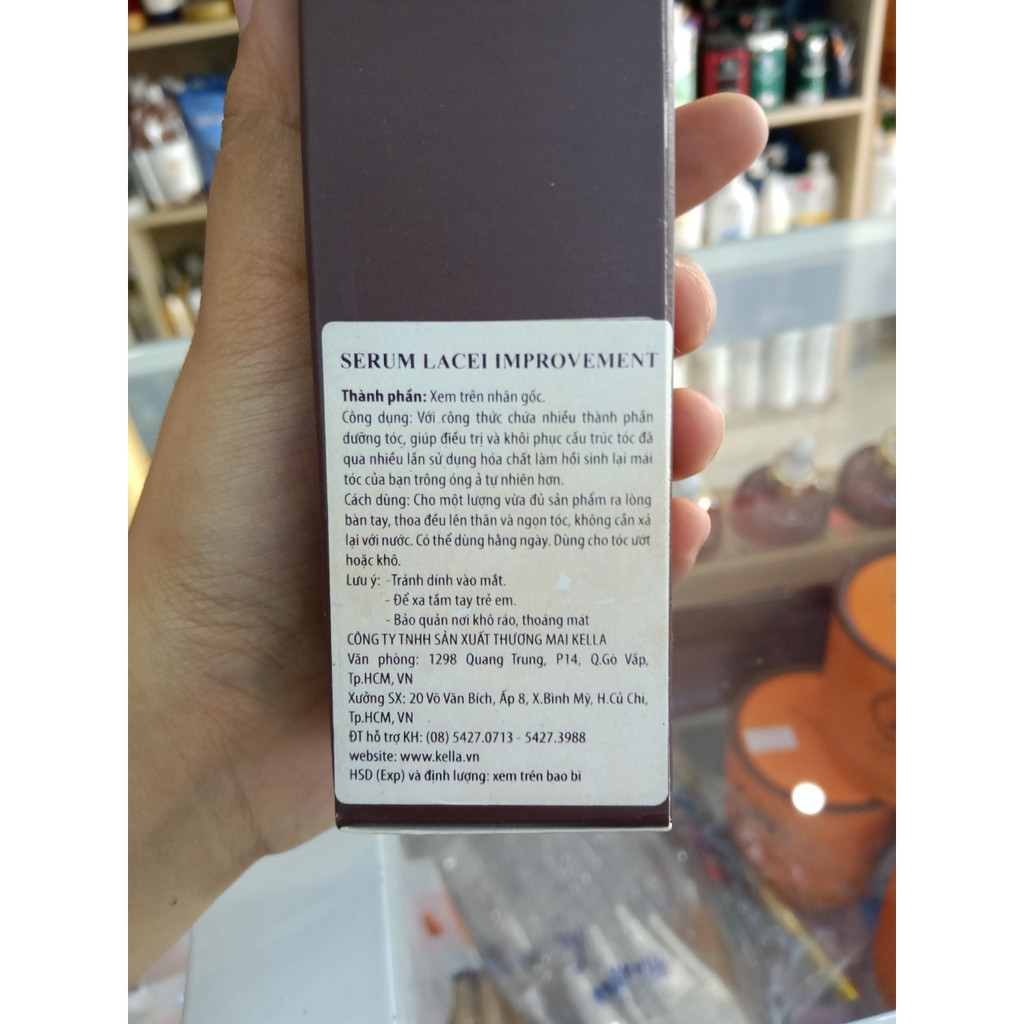 SERUM LACEI IMPROVEMENT
Thành phần: Xem trên nhãn gốc.
Công dụng: Với công thức chứa nhiều thành phần
dưỡng tóc, giúp điều trị và khôi phục cấu trúc tóc đã
qua nhiều lần sử dụng hóa chất làm hồi sinh lại mái
tóc của bạn trông óng ả tự nhiên hơn.
Cách dùng: Cho một lượng vừa đủ sản phẩm ra lòng
bàn tay, thoa đều lên thân và ngọn tóc, không cần xả
lại với nước. Có thể dùng hằng ngày. Dùng cho tóc ướt
hoặc khô.
Lưu ý: -Tránh dính vào mắt.
- Để xa tầm tay trẻ em.
- Bảo quản nơi khô ráo, thoáng mát
CÔNG TY TNHH SẢN XUẤT THƯƠNG MẠI KELLA
Văn phòng: 1298 Quang Trung, P14, Q.Gò Vấp,
Tp.HCM, VN
Xưởng SX: 20 Võ Văn Bích, Ấp 8, X.Bình Mỹ, H.Củ Chi,
Tp.HCM, VN
ĐT hỗ trợ KH: (08) 5427.0713 - 5427.3988
website: www.kella.vn
HSD (Exp) và định lượng: xem trên bao bì